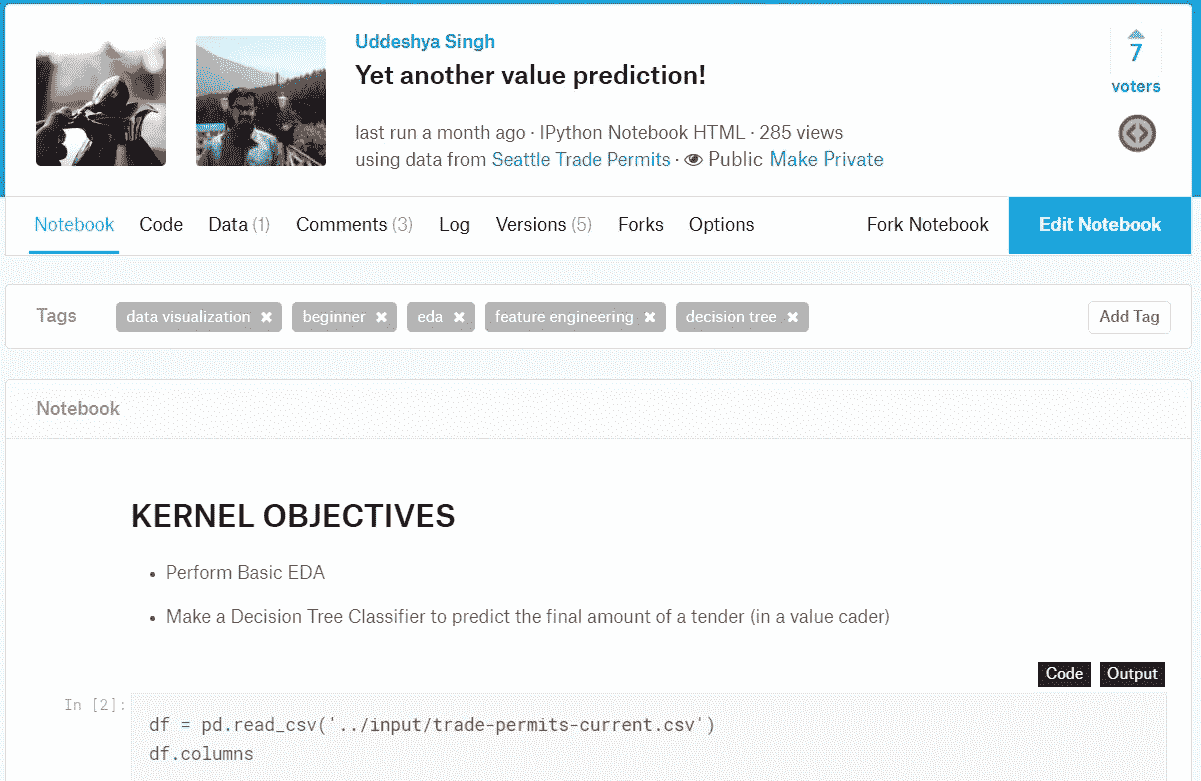 Uddeshya Singh
Yet another value prediction!
7
voters
last run a month ago · IPython Notebook HTML · 285 views
using data from Seattle Trade Permits · Public Make Private
Notebook Code Data (1) Comments (3) Log Versions (5) Forks Options Fork Notebook Edit Notebook
Tags data visualization × beginner × eda × feature engineering × decision tree × Add Tag
Notebook
KERNEL OBJECTIVES
• Perform Basic EDA
• Make a Decision Tree Classifier to predict the final amount of a tender (in a value cader)
Code Output
In [2]:
df = pd.read_csv('../input/trade-permits-current.csv')
df.columns